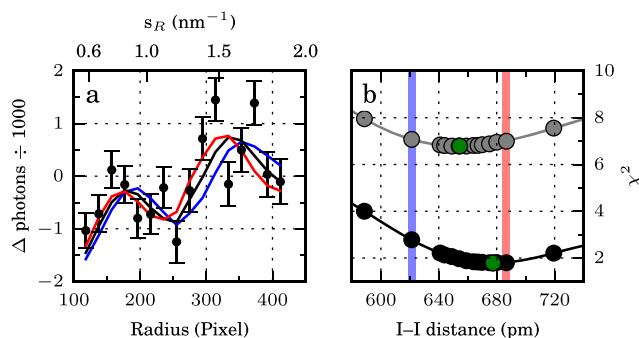 s_R (nm⁻¹)
0.6 1.0 1.5 2.0
2 1 0 −1 −2
Δ photons ÷ 1000
a
100 200 300 400
Radius (Pixel)
b
10 8 6 4 2
χ²
600 640 680 720
I–I distance (pm)